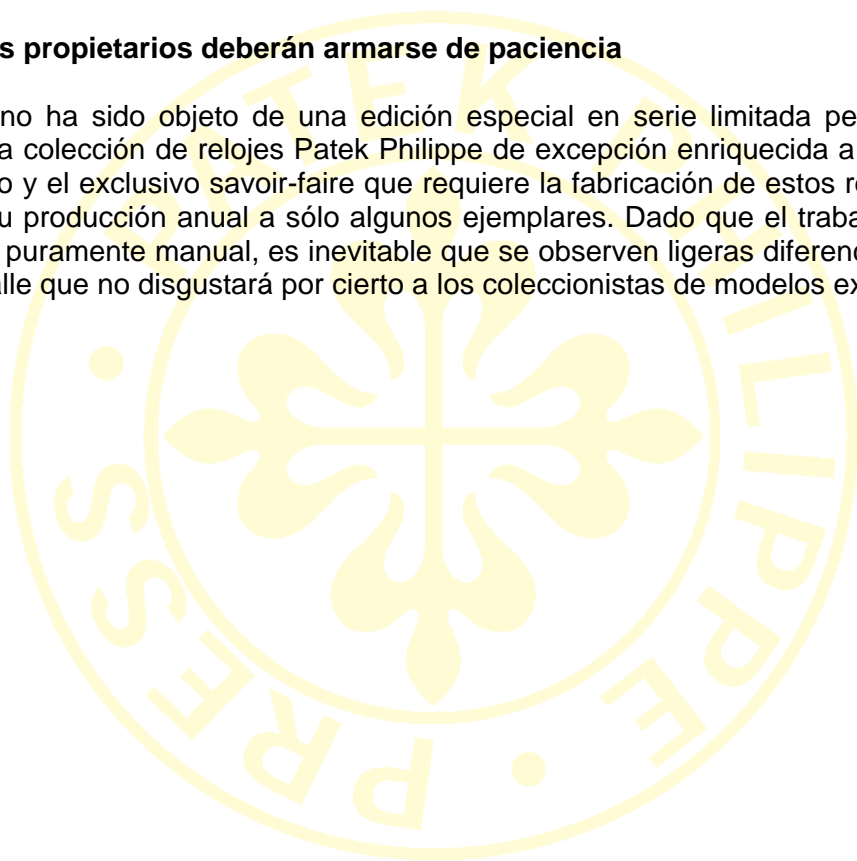 s propietarios deberán armarse de paciencia
no ha sido objeto de una edición especial en serie limitada pe
a colección de relojes Patek Philippe de excepción enriquecida a
o y el exclusivo savoir-faire que requiere la fabricación de estos r
u producción anual a sólo algunos ejemplares. Dado que el traba
puramente manual, es inevitable que se observen ligeras diferenc
alle que no disgustará por cierto a los coleccionistas de modelos ex
PATEK PHILIPPE • PRESS •